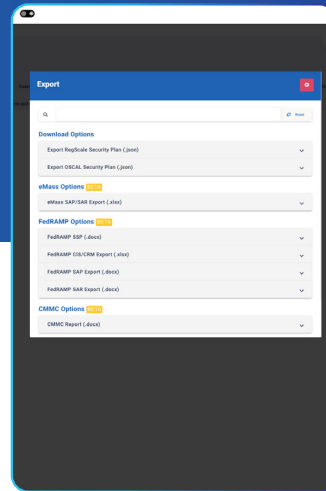 Export
Reset
Download Options
Export RegScale Security Plan (.json)
Export OSCAL Security Plan (.json)
eMass Options BETA
eMass SAP/SAR Export (.xlsx)
FedRAMP Options BETA
FedRAMP SSP (.docx)
FedRAMP CIS/CRM Export (.xlsx)
FedRAMP SAP Export (.docx)
FedRAMP SAR Export (.docx)
CMMC Options BETA
CMMC Report (.docx)